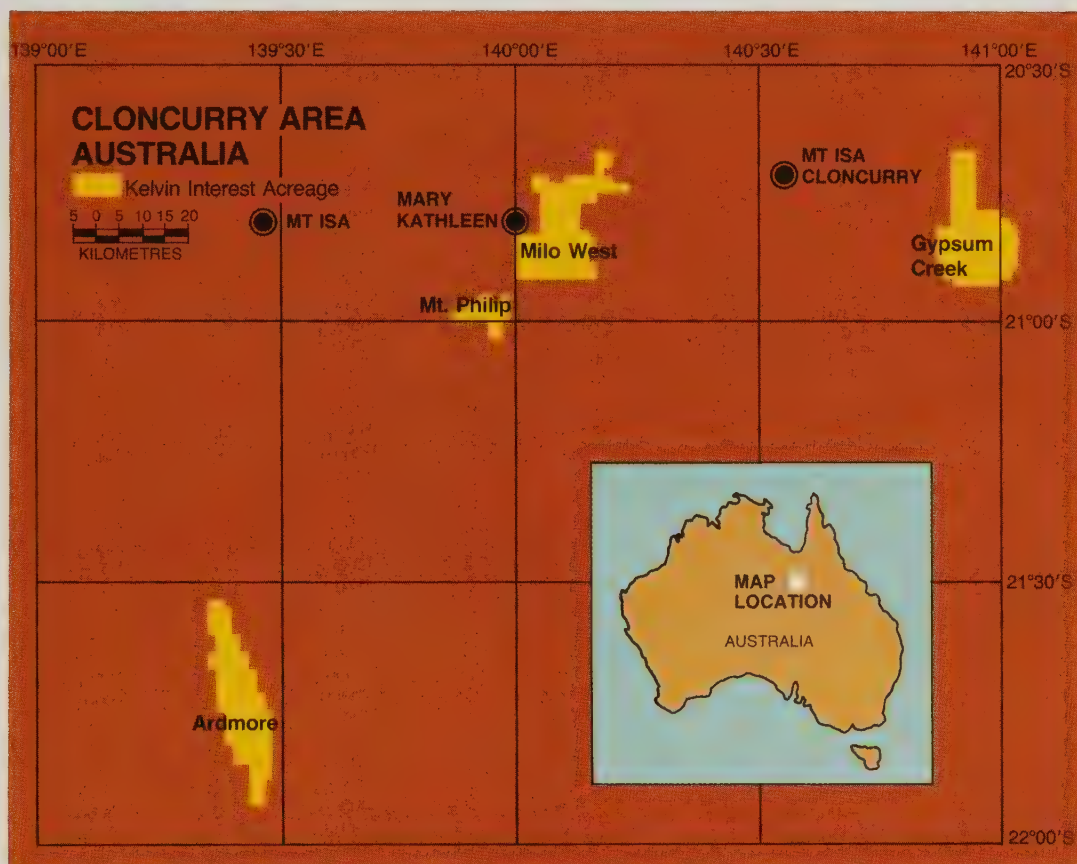 139°00'E 139°30'E 140°00'E 140°30'E 141°00'E
20°30'S
CLONCURRY AREA
AUSTRALIA
Kelvin Interest Acreage
5 0 5 10 15 20
KILOMETRES
MT ISA
MARY
KATHLEEN
MT ISA
CLONCURRY
Milo West
Gypsum
Creek
Mt. Philip
21°00'S
21°30'S
MAP
LOCATION
AUSTRALIA
Ardmore
22°00'S